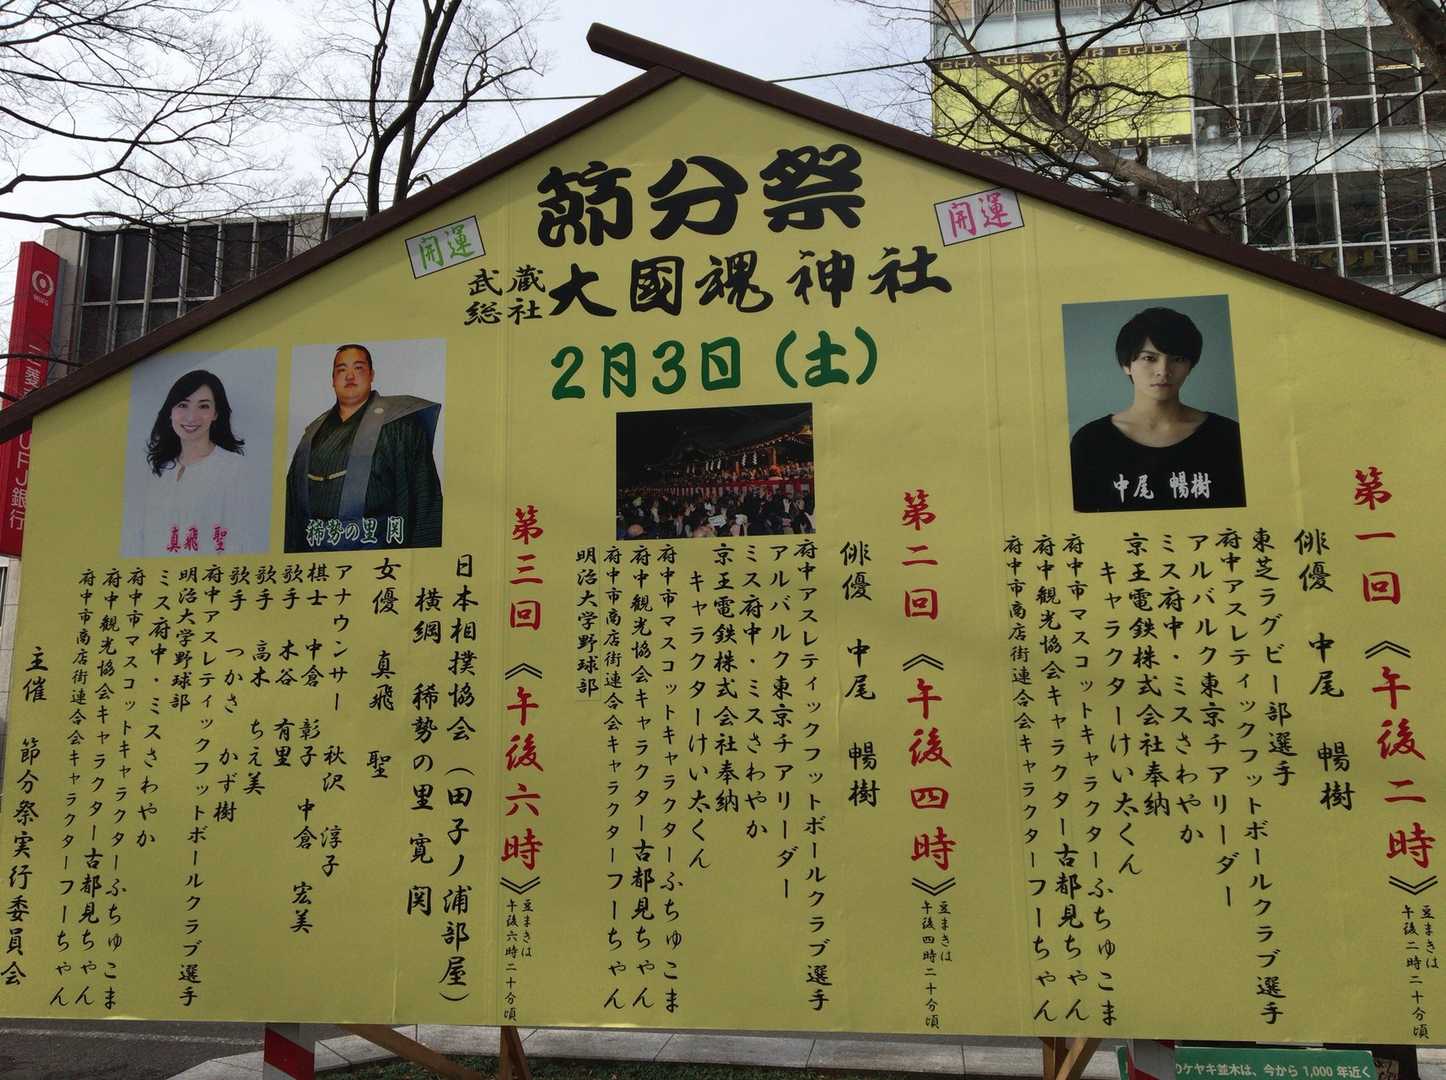 節分祭
開運
開運
武蔵総社
大國魂神社
2月3日(土)
中尾 暢樹
稀勢の里 関
真飛 聖
第一回《午後二時》
豆まきは
午後二時二十分頃
俳優 中尾 暢樹
東芝ラグビー部選手
府中アスレティックフットボールクラブ選手
アルバルク東京チアリーダー
ミス府中・ミスさわやか
京王電鉄株式会社奉納
キャラクターけい太くん
府中市マスコットキャラクターふちゅこま
府中観光協会キャラクター古都見ちゃん
府中市商店街連合会キャラクターフーちゃん
第二回《午後四時》
豆まきは
午後四時二十分頃
俳優 中尾 暢樹
府中アスレティックフットボールクラブ選手
アルバルク東京チアリーダー
ミス府中・ミスさわやか
京王電鉄株式会社奉納
キャラクターけい太くん
府中市マスコットキャラクターふちゅこま
府中観光協会キャラクター古都見ちゃん
府中市商店街連合会キャラクターフーちゃん
明治大学野球部
第三回《午後六時》
豆まきは
午後六時二十分頃
日本相撲協会(田子ノ浦部屋)
横綱 稀勢の里 寛 関
女優 真飛 聖
アナウンサー 秋沢 淳子
棋士 中倉 彰子 中倉 宏美
歌手 木谷 有里
歌手 高木 ちえ美
歌手 つかさ かず樹
府中アスレティックフットボールクラブ選手
明治大学野球部
ミス府中・ミスさわやか
府中市マスコットキャラクターふちゅこま
府中観光協会キャラクター古都見ちゃん
府中市商店街連合会キャラクターフーちゃん
主催 節分祭実行委員会
CHANGE YOUR BODY
MUFG
UFJ銀行
のケヤキ並木は、今から1,000年近く